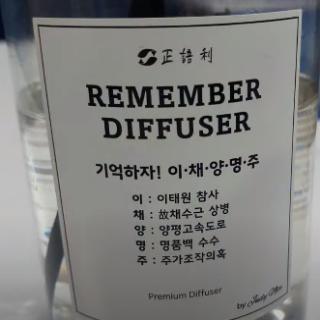 正語利
REMEMBER
DIFFUSER
기억하자! 이·채·양·명·주
이 : 이태원 참사
채 : 故채수근 상병
양 : 양평고속도로
명 : 명품백 수수
주 : 주가조작의혹
Premium Diffuser
by